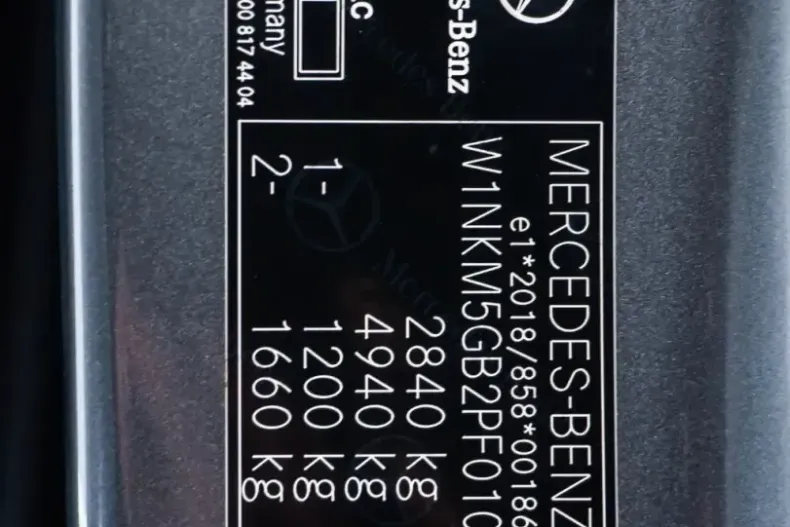 s-Benz
.C
many
00 817 44 04
MERCEDES-BENZ
e1*2018/858*00186
W1NKM5GB2PF010
2840 kg
4940 kg
1- 1200 kg
2- 1660 kg